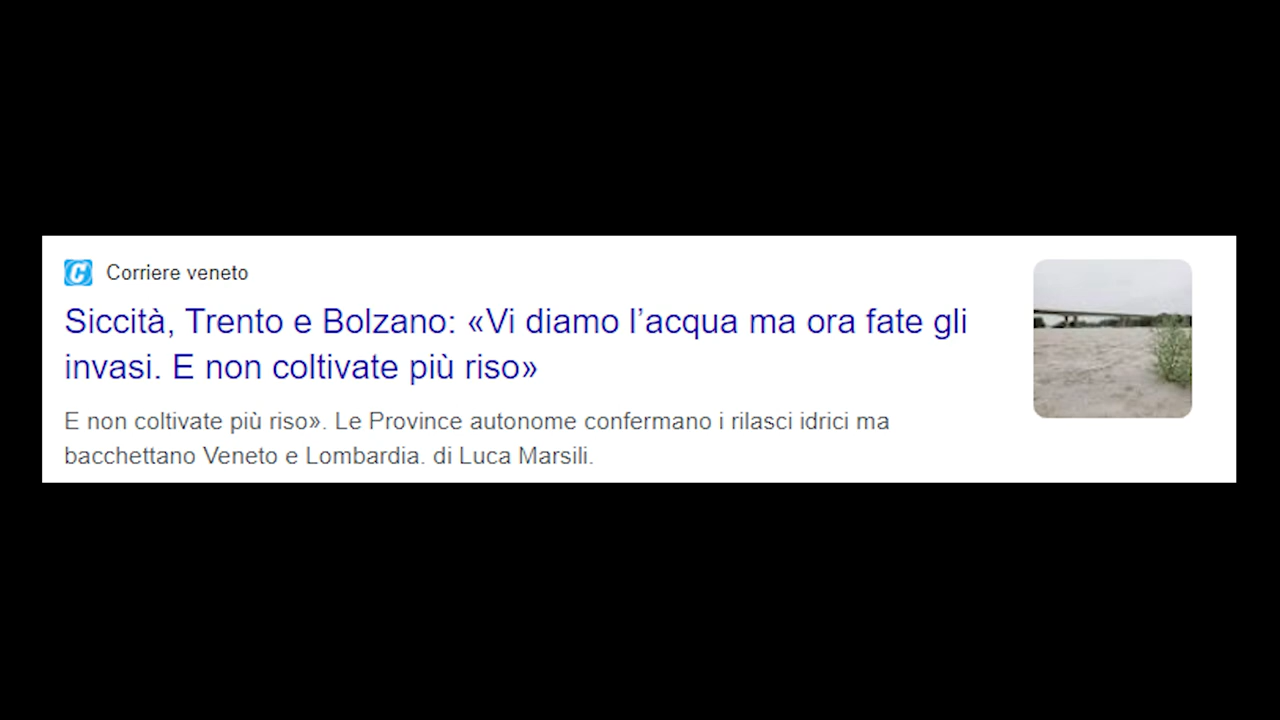 Corriere veneto
Siccità, Trento e Bolzano: «Vi diamo l’acqua ma ora fate gli
invasi. E non coltivate più riso»
E non coltivate più riso». Le Province autonome confermano i rilasci idrici ma
bacchettano Veneto e Lombardia. di Luca Marsili.